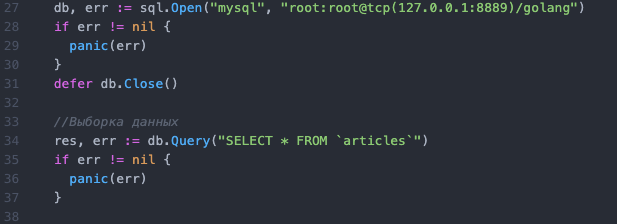 27 db, err := sql.Open("mysql", "root:root@tcp(127.0.0.1:8889)/golang")
28 if err != nil {
29 panic(err)
30 }
31 defer db.Close()
32
33 //Выборка данных
34 res, err := db.Query("SELECT * FROM `articles`")
35 if err != nil {
36 panic(err)
37 }
38